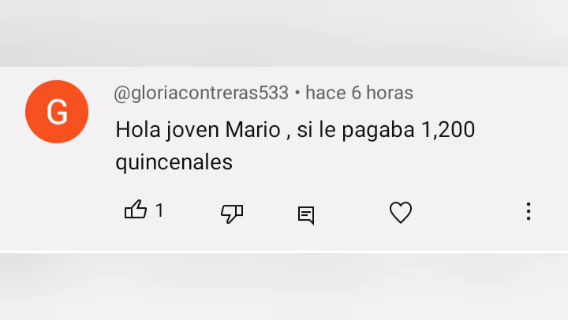 G
@gloriacontreras533 • hace 6 horas
Hola joven Mario , si le pagaba 1,200
quincenales
1